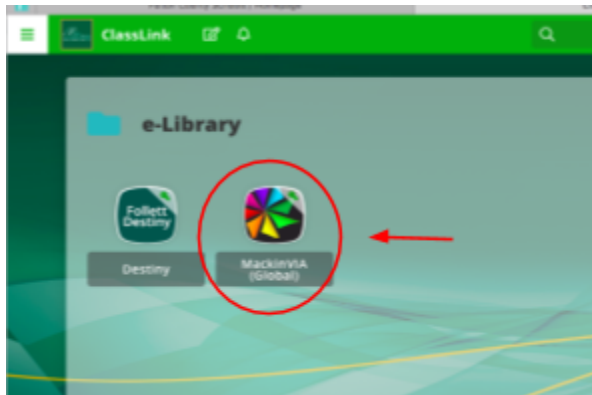 ClassLink
e-Library
Follett
Destiny
Destiny
MackinVIA
(Global)